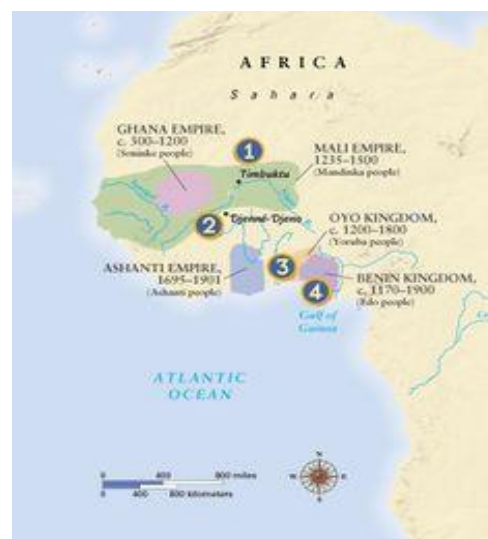 AFRICA
Sahara
GHANA EMPIRE,
c. 500–1200
(Soninke people)
1
MALI EMPIRE,
1235–1500
(Mandinka people)
Timbuktu
2
Djenné-Djeno
OYO KINGDOM,
c. 1200–1800
(Yoruba people)
ASHANTI EMPIRE,
1695–1901
(Ashanti people)
3
4
BENIN KINGDOM,
c. 1170–1900
(Edo people)
Gulf of
Guinea
ATLANTIC
OCEAN
N
W
E
S
0 400 800 miles
0 400 800 kilometers